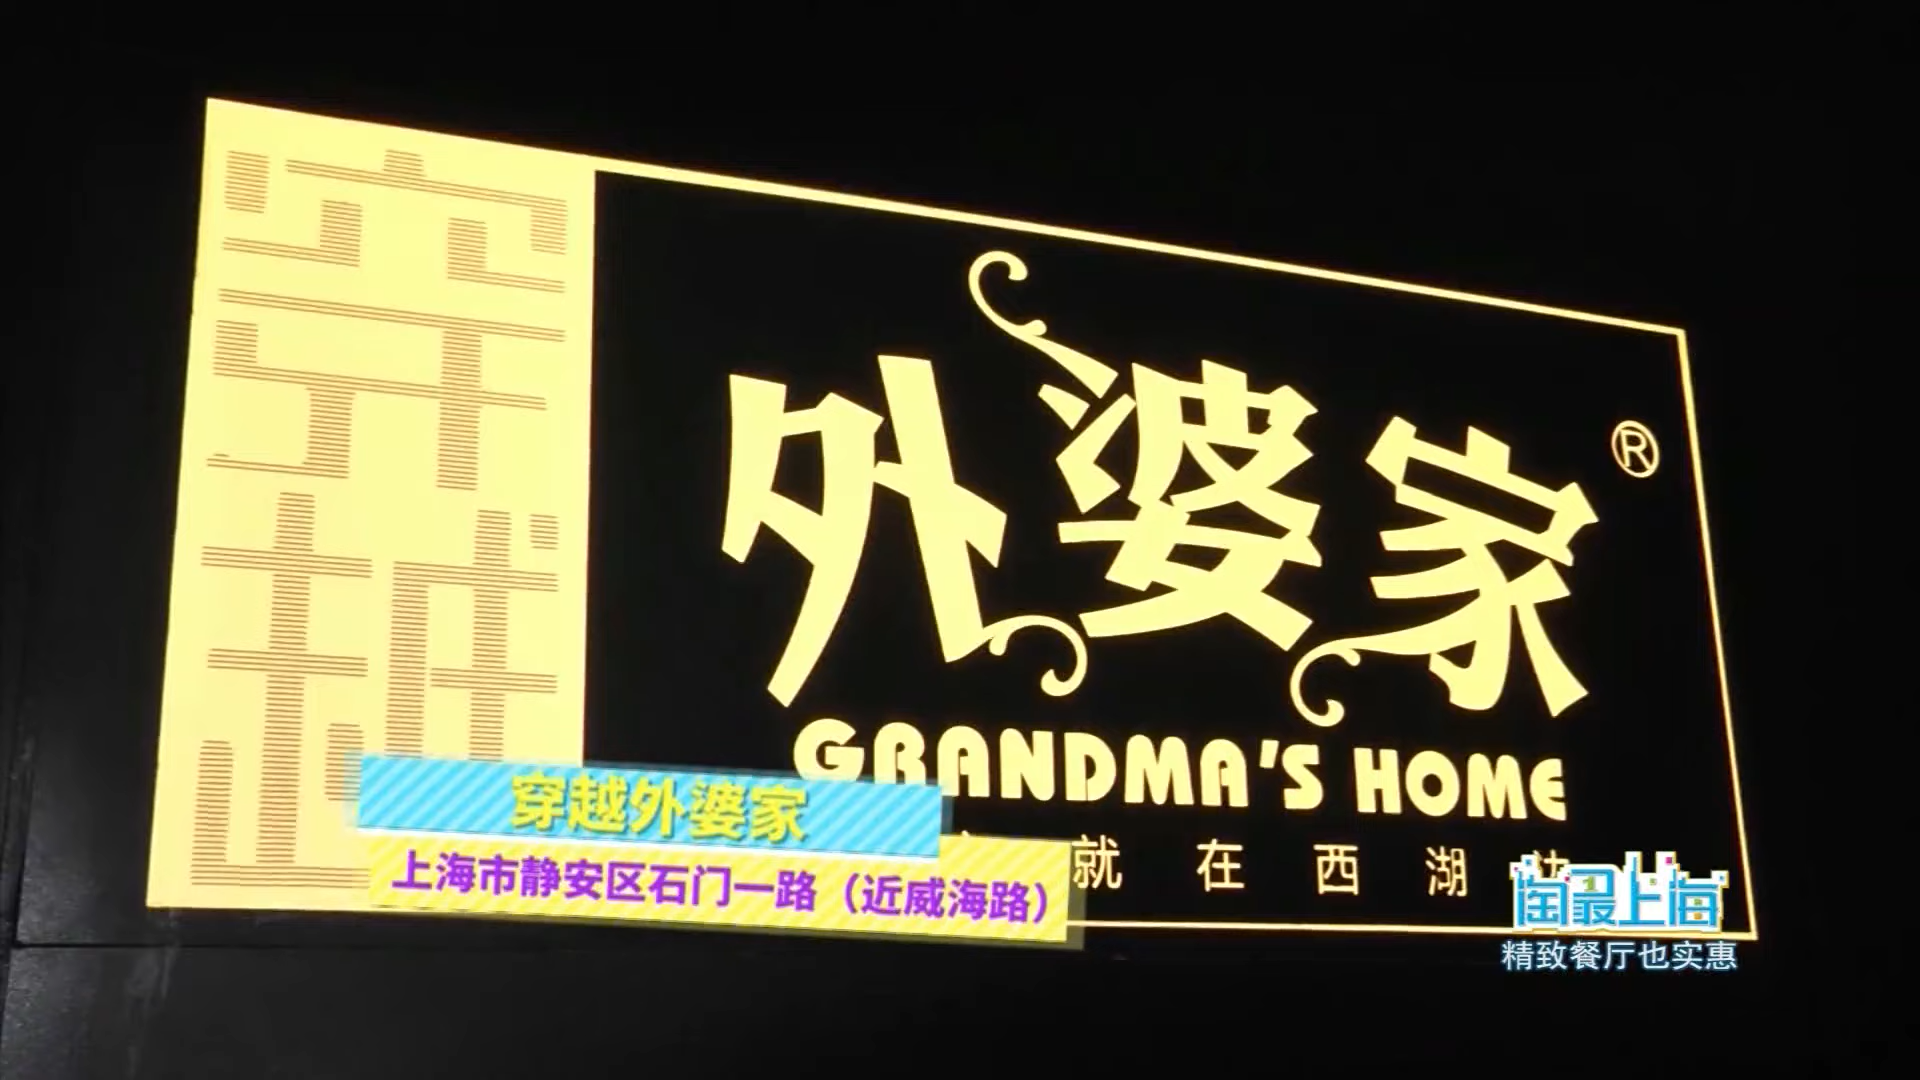 穿越
外婆家
®
GRANDMA'S HOME
就在西湖
穿越外婆家
上海市静安区石门一路（近威海路）
淘最上海
精致餐厅也实惠